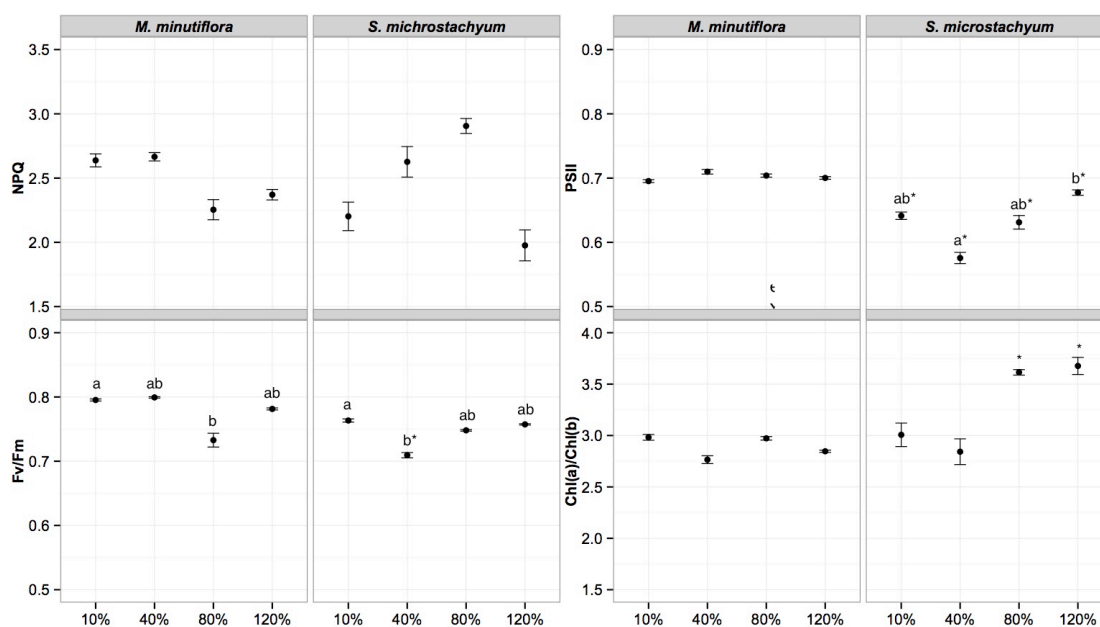 M. minutiflora
S. michrostachyum
M. minutiflora
S. microstachyum
NPQ
3.5
3.0
2.5
2.0
1.5
PSII
0.9
0.8
0.7
0.6
0.5
ab*
a*
ab*
b*
Fv/Fm
0.9
0.8
0.7
0.6
0.5
a
ab
b
ab
a
b*
ab
ab
Chl(a)/Chl(b)
4.0
3.5
3.0
2.5
2.0
1.5
*
*
10% 40% 80% 120%
10% 40% 80% 120%
10% 40% 80% 120%
10% 40% 80% 120%